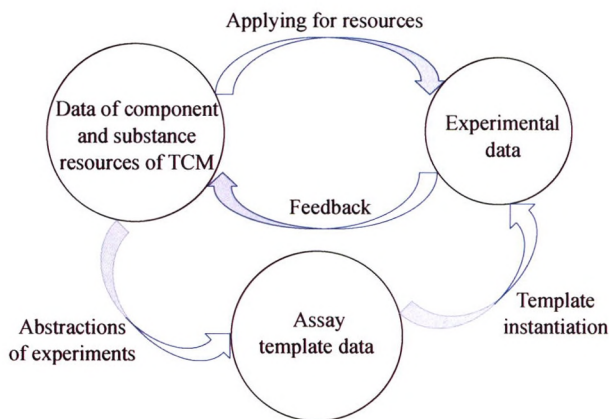 Applying for resources
Data of component
and substance
resources of TCM
Experimental
data
Feedback
Abstractions
of experiments
Assay
template data
Template
instantiation